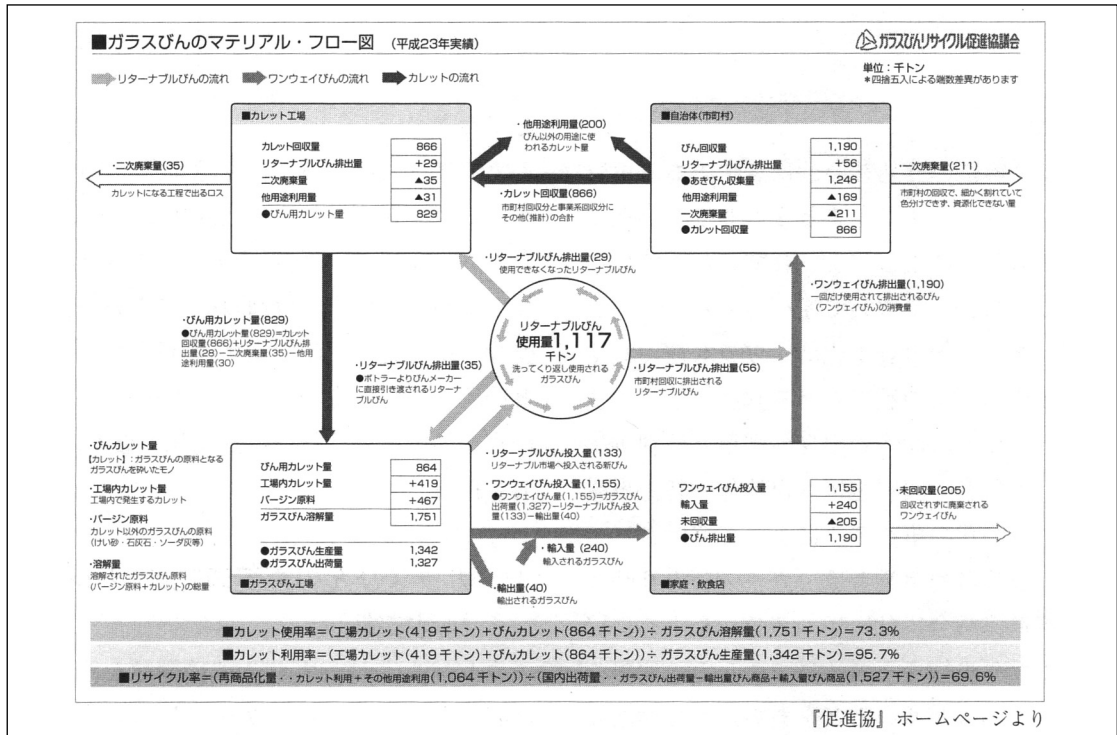 ■ガラスびんのマテリアル・フロー図 (平成23年実績)
ガラスびんリサイクル促進協議会
リターナブルびんの流れ ワンウェイびんの流れ カレットの流れ
単位：千トン
＊四捨五入による端数差異があります
■カレット工場
カレット回収量 866
リターナブルびん排出量 +29
二次廃棄量 ▲35
他用途利用量 ▲31
●びん用カレット量 829
・他用途利用量(200)
びん以外の用途に使
われるカレット量
・カレット回収量(866)
市町村回収分と事業系回収分に
その他(推計)の合計
■自治体(市町村)
びん回収量 1,190
リターナブルびん排出量 +56
●あきびん収集量 1,246
他用途利用量 ▲169
一次廃棄量 ▲211
●カレット回収量 866
・二次廃棄量(35)
カレットになる工程で出るロス
・一次廃棄量(211)
市町村の回収で、細かく割れていて
色分けできず、資源化できない量
・リターナブルびん排出量(29)
使用できなくなったリターナブルびん
・ワンウェイびん排出量(1,190)
一回だけ使用されて排出されるびん
(ワンウェイびん)の消費量
・びん用カレット量(829)
●びん用カレット量(829)=カレット
回収量(866)+リターナブルびん排
出量(28)−二次廃棄量(35)−他用
途利用量(30)
リターナブルびん
使用量1,117
千トン
洗ってくり返し使用される
ガラスびん
・リターナブルびん排出量(35)
●ボトラーよりびんメーカー
に直接引き渡されるリターナ
ブルびん
・リターナブルびん排出量(56)
市町村回収に排出される
リターナブルびん
・びんカレット量
【カレット】：ガラスびんの原料となる
ガラスびんを砕いたモノ
・工場内カレット量
工場内で発生するカレット
・バージン原料
カレット以外のガラスびんの原料
(けい砂・石灰石・ソーダ灰等)
・溶解量
溶解されたガラスびん原料
(バージン原料+カレット)の総量
びん用カレット量 864
工場内カレット量 +419
バージン原料 +467
ガラスびん溶解量 1,751
●ガラスびん生産量 1,342
●ガラスびん出荷量 1,327
■ガラスびん工場
・リターナブルびん投入量(133)
リターナブル市場へ投入される新びん
・ワンウェイびん投入量(1,155)
●ワンウェイびん量(1,155)=ガラスびん
出荷量(1,327)−リターナブルびん投入
量(133)−輸出量(40)
・輸入量 (240)
輸入されるガラスびん
・輸出量(40)
輸出されるガラスびん
ワンウェイびん投入量 1,155
輸入量 +240
未回収量 ▲205
●びん排出量 1,190
■家庭・飲食店
・未回収量(205)
回収されずに廃棄される
ワンウェイびん
■カレット使用率=(工場カレット(419千トン)+びんカレット(864千トン))÷ ガラスびん溶解量(1,751千トン)=73.3%
■カレット利用率=(工場カレット(419千トン)+びんカレット(864千トン))÷ ガラスびん生産量(1,342千トン)=95.7%
■リサイクル率=(再商品化量・・カレット利用+その他用途利用(1,064千トン))÷(国内出荷量・・ガラスびん出荷量−輸出量びん商品+輸入量びん商品(1,527千トン))=69.6%
『促進協』ホームページより